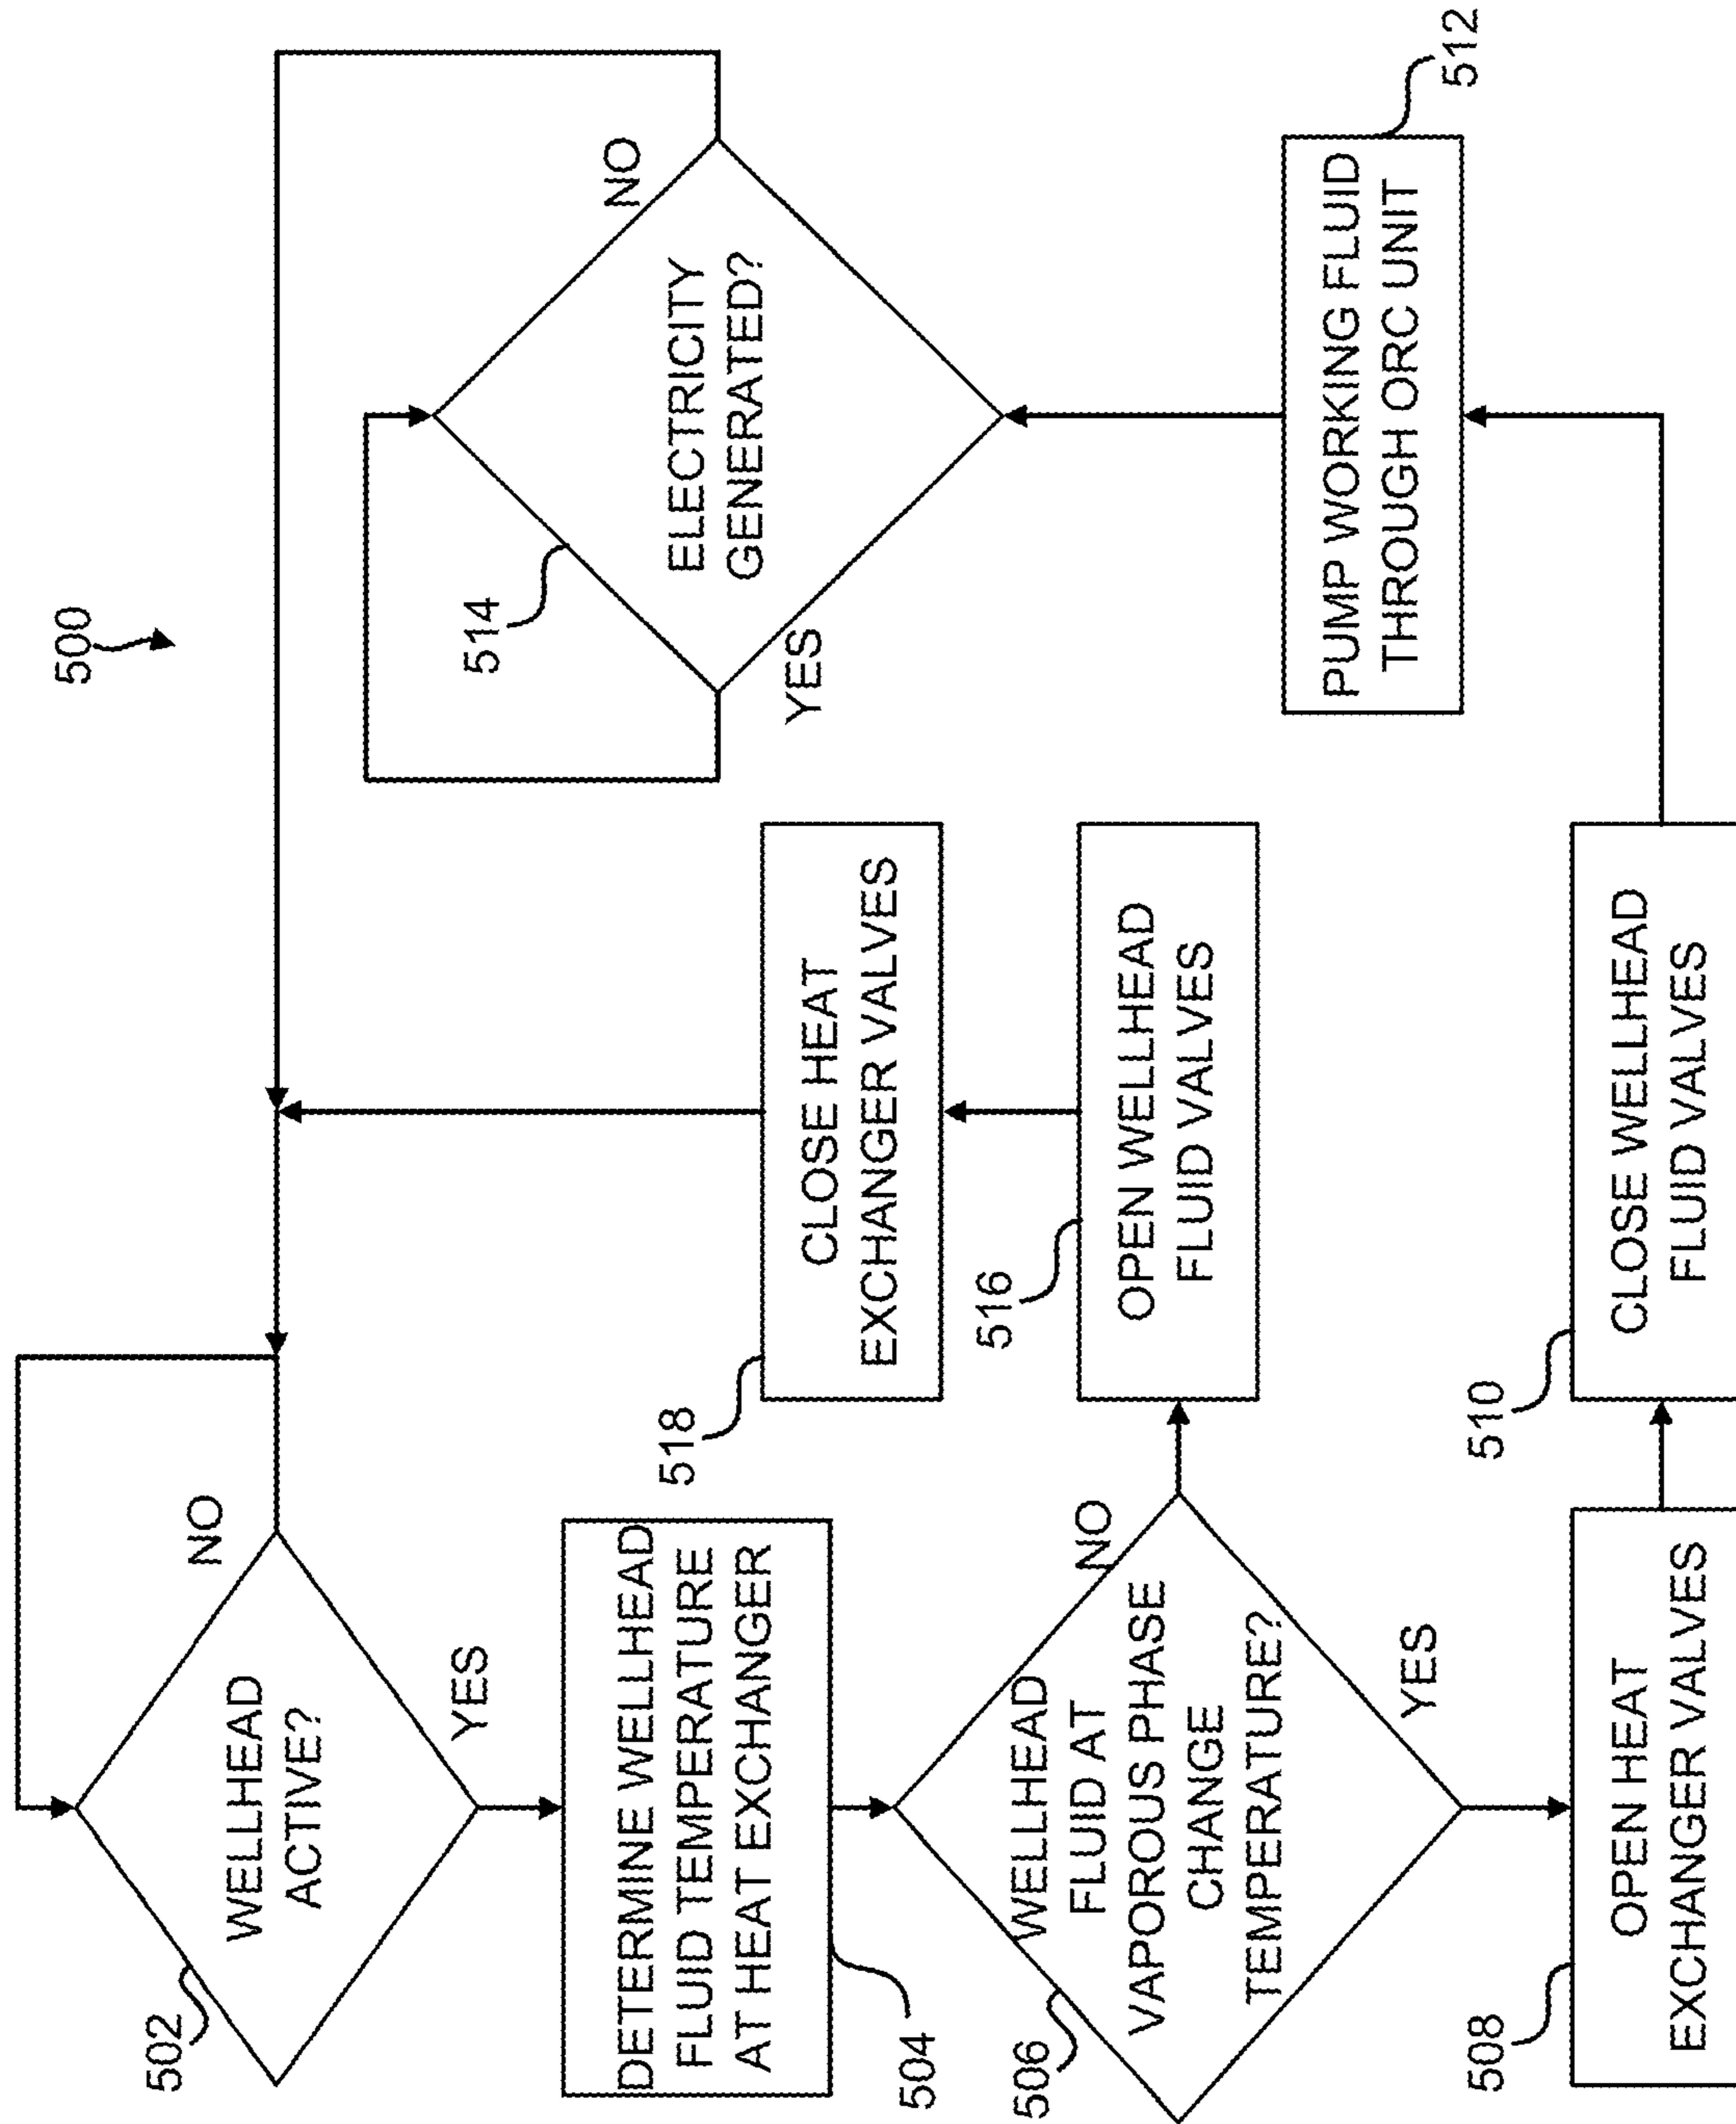 500
502
WELLHEAD
ACTIVE?
NO
YES
DETERMINE WELLHEAD
FLUID TEMPERATURE
AT HEAT EXCHANGER
504
506
WELLHEAD
FLUID AT
VAPOROUS PHASE
CHANGE
TEMPERATURE?
NO
YES
508
OPEN HEAT
EXCHANGER VALVES
510
CLOSE WELLHEAD
FLUID VALVES
516
OPEN WELLHEAD
FLUID VALVES
518
CLOSE HEAT
EXCHANGER VALVES
512
PUMP WORKING FLUID
THROUGH ORC UNIT
514
ELECTRICITY
GENERATED?
NO
YES